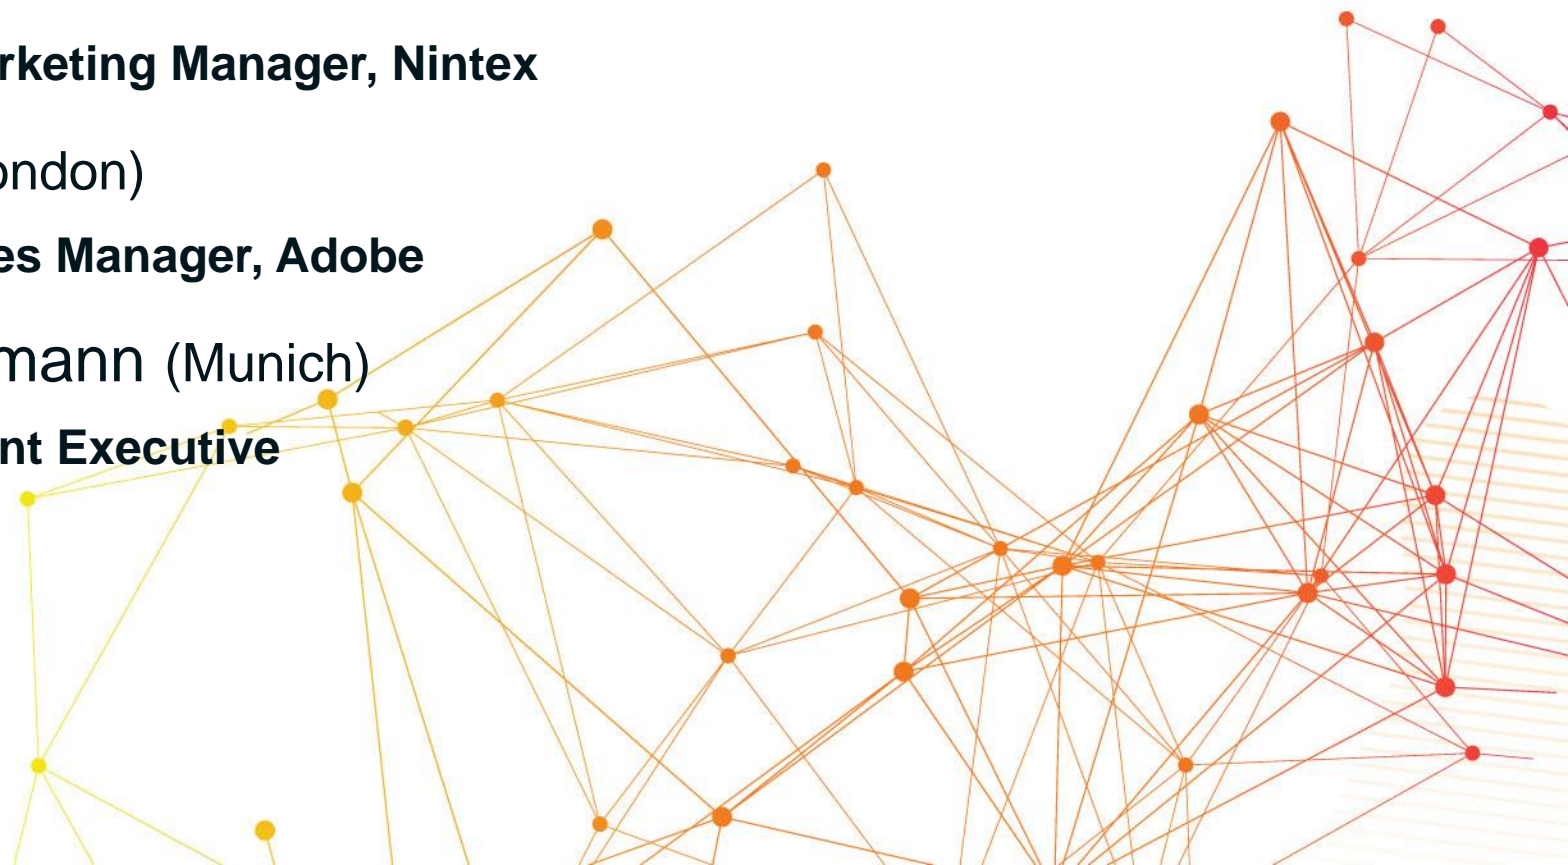 rketing Manager, Nintex
ondon)
es Manager, Adobe
mann (Munich)
nt Executive